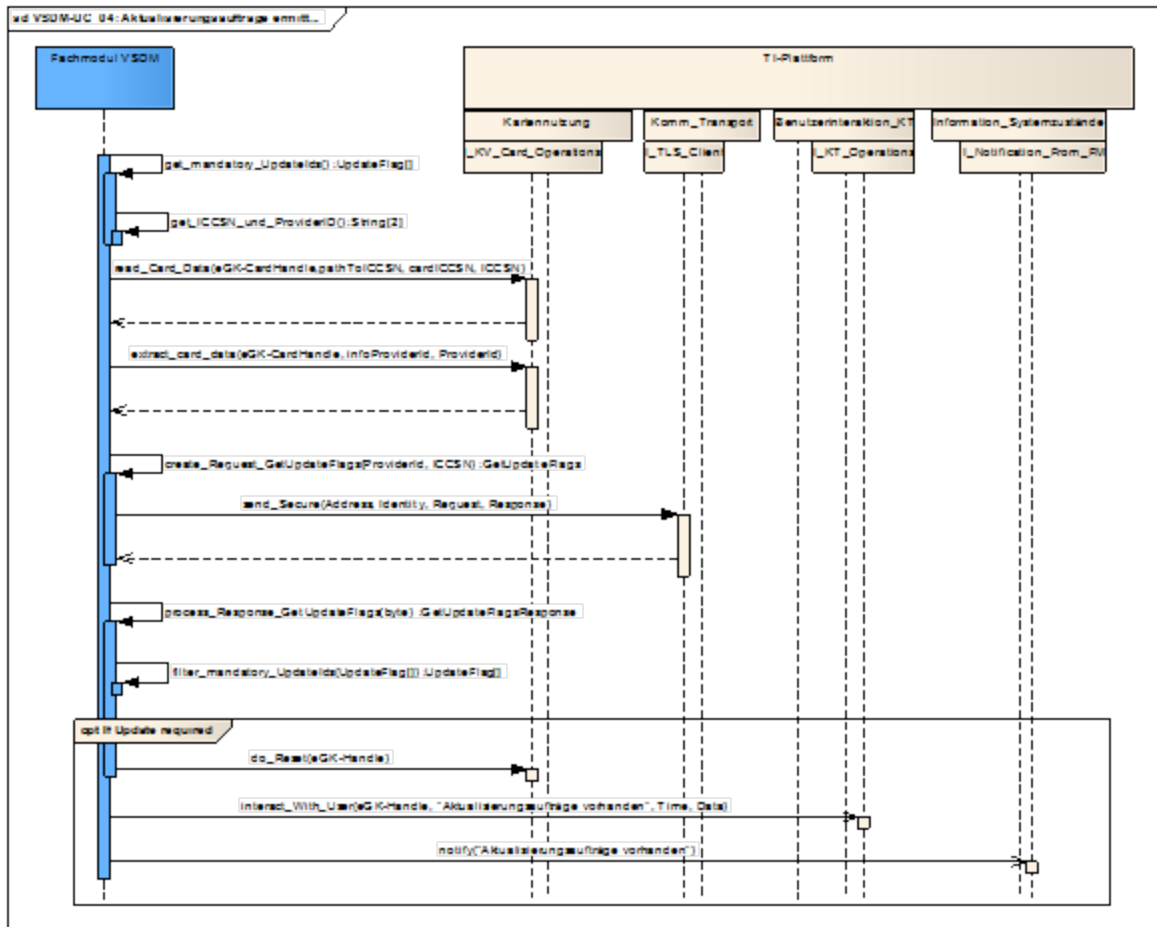 sd VSDM-UC_04: Aktualisierungsaufträge ermitt...
Fachmodul VSDM
TI-Plattform
Kartennutzung
Komm_Transport
Benutzerinteraktion_KT
Information_Systemzustände
I_KV_Card_Operations
I_TLS_Client
I_KT_Operations
I_Notification_From_FM
get_mandatory_UpdateIds() :UpdateFlag[]
get_ICCSN_und_ProviderID() :String[2]
read_Card_Data(eGK-CardHandle,pathToICCSN, cardICCSN, ICCSN)
extract_card_data(eGK-CardHandle, infoProviderId, ProviderId)
create_Request_GetUpdateFlags(ProviderId, ICCSN) :GetUpdateFlags
send_Secure(Address, Identity, Request, Response)
process_Response_GetUpdateFlags(byte) :GetUpdateFlagsResponse
filter_mandatory_UpdateIds(UpdateFlag[]) :UpdateFlag[]
opt If Update required
do_Reset(eGK-Handle)
interact_With_User(eGK-Handle, "Aktualisierungsaufträge vorhanden", Time, Data)
notify("Aktualisierungsaufträge vorhanden")